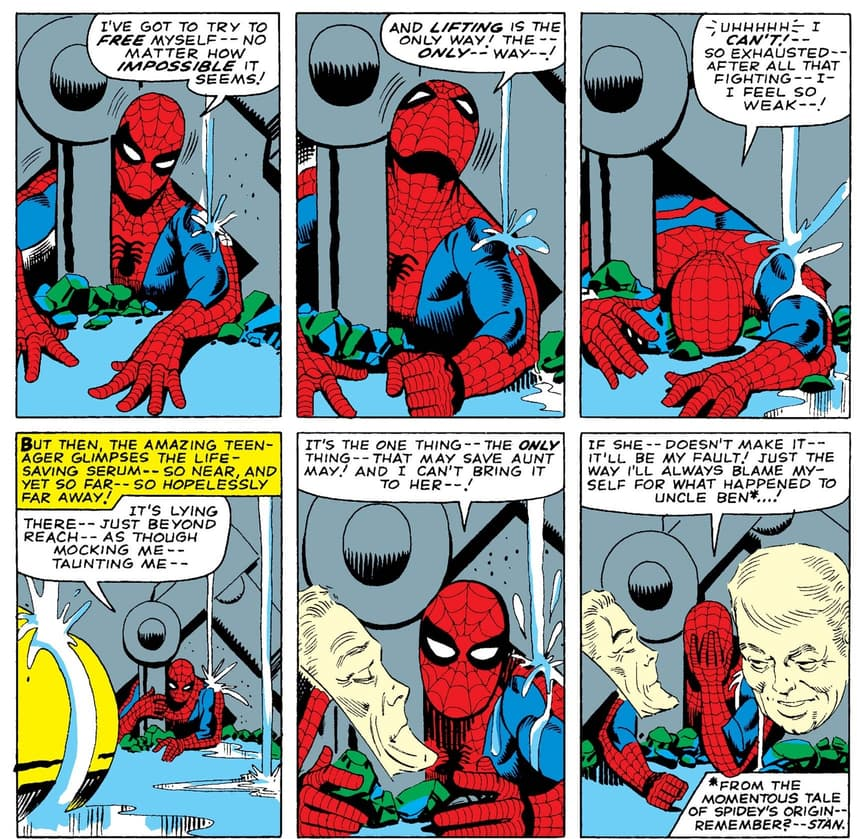 I'VE GOT TO TRY TO
FREE MYSELF--NO
MATTER HOW
IMPOSSIBLE IT
SEEMS!
AND LIFTING IS THE
ONLY WAY! THE--
ONLY--WAY--!
UHHHHH-- I
CAN'T!--
SO EXHAUSTED--
AFTER ALL THAT
FIGHTING--I-
I FEEL SO
WEAK--!
BUT THEN, THE AMAZING TEEN-
AGER GLIMPSES THE LIFE-
SAVING SERUM--SO NEAR, AND
YET SO FAR--SO HOPELESSLY
FAR AWAY!
IT'S LYING
THERE--JUST BEYOND
REACH--AS THOUGH
MOCKING ME--
TAUNTING ME--
IT'S THE ONE THING--THE ONLY
THING--THAT MAY SAVE AUNT
MAY! AND I CAN'T BRING IT
TO HER--!
IF SHE--DOESN'T MAKE IT--
IT'LL BE MY FAULT! JUST THE
WAY I'LL ALWAYS BLAME MY-
SELF FOR WHAT HAPPENED TO
UNCLE BEN*...!
*FROM THE
MOMENTOUS TALE
OF SPIDEY'S ORIGIN--
REMEMBER?--STAN.